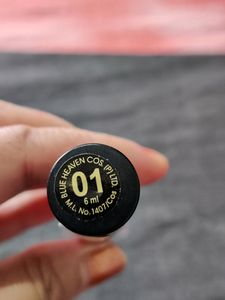 BLUE HEAVEN COS. (P) LTD.
01
6 ml
M.L. No. 1407/Cos